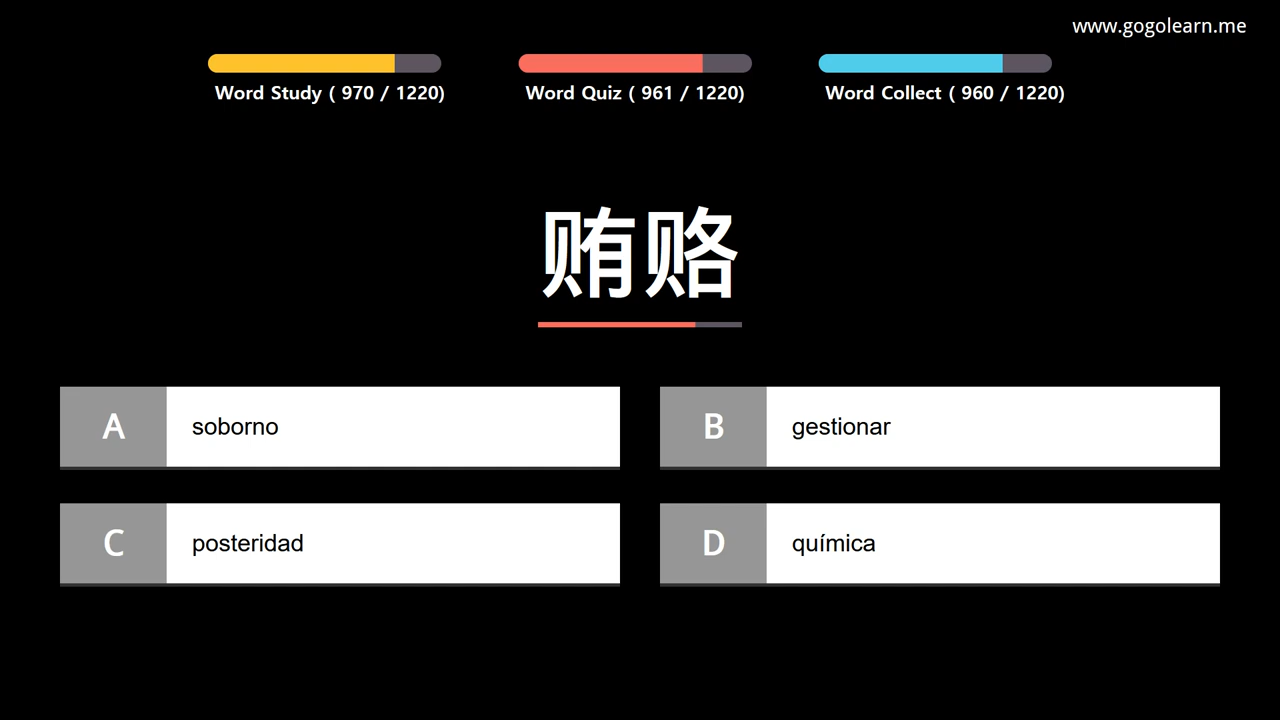 www.gogolearn.me
Word Study ( 970 / 1220)
Word Quiz ( 961 / 1220)
Word Collect ( 960 / 1220)
贿赂
A soborno
B gestionar
C posteridad
D química